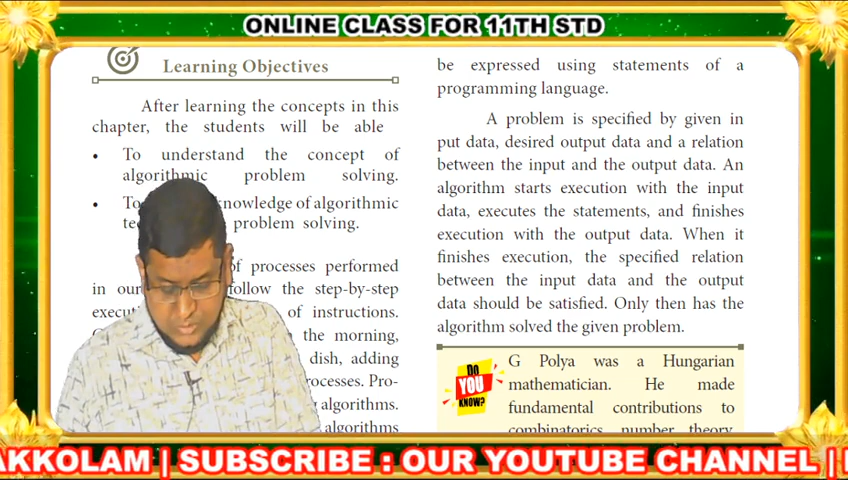 ONLINE CLASS FOR 11TH STD
Learning Objectives
After learning the concepts in this
chapter, the students will be able
• To understand the concept of
algorithmic problem solving.
• To knowledge of algorithmic
problem solving.
of processes performed
in our follow the step-by-step
of instructions.
the morning,
dish, adding
Pro-
algorithms.
algorithms
be expressed using statements of a
programming language.
A problem is specified by given in
put data, desired output data and a relation
between the input and the output data. An
algorithm starts execution with the input
data, executes the statements, and finishes
execution with the output data. When it
finishes execution, the specified relation
between the input data and the output
data should be satisfied. Only then has the
algorithm solved the given problem.
DO
YOU
KNOW?
G Polya was a Hungarian
mathematician. He made
fundamental contributions to
combinatorics, number theory,
AKKOLAM | SUBSCRIBE : OUR YOUTUBE CHANNEL |